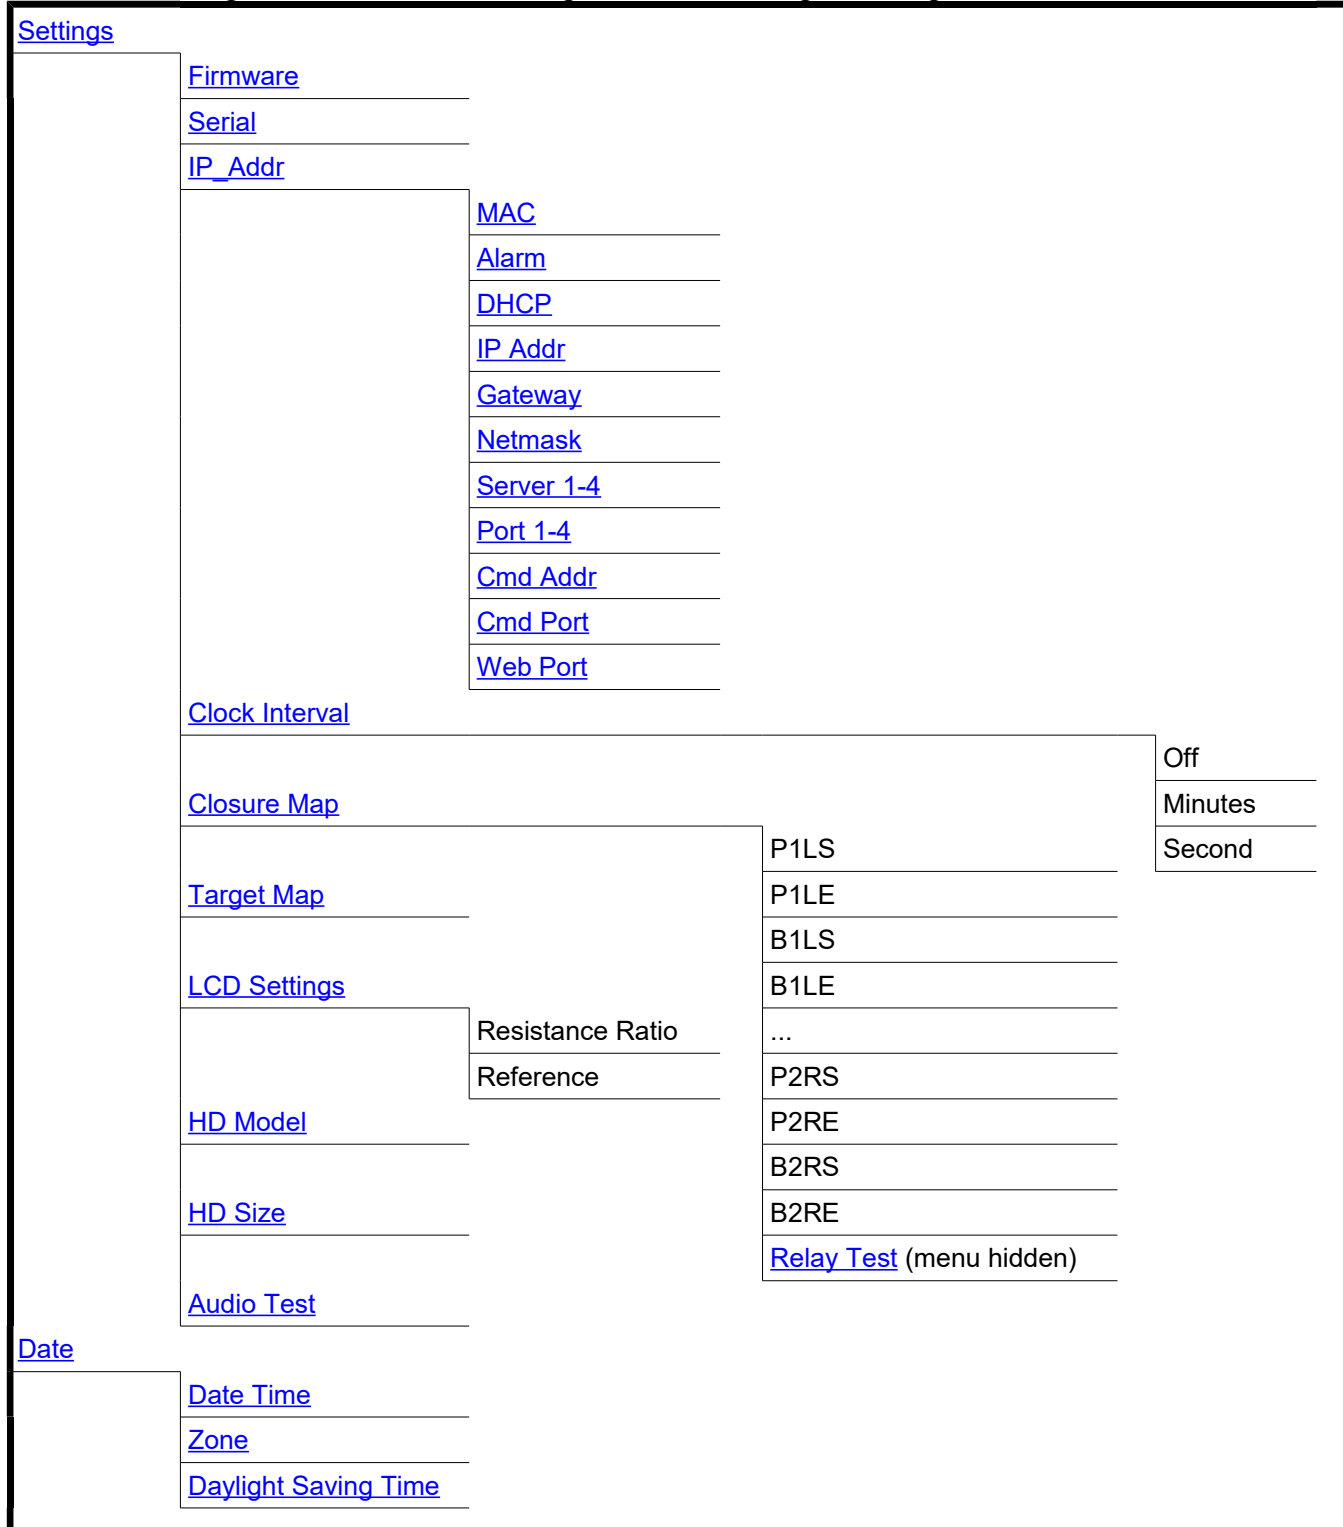 Settings
Firmware
Serial
IP_Addr
MAC
Alarm
DHCP
IP Addr
Gateway
Netmask
Server 1-4
Port 1-4
Cmd Addr
Cmd Port
Web Port
Clock Interval
Off
Closure Map
Minutes
P1LS
Second
Target Map
P1LE
B1LS
LCD Settings
B1LE
Resistance Ratio
...
Reference
P2RS
HD Model
P2RE
B2RS
HD Size
B2RE
Relay Test (menu hidden)
Audio Test
Date
Date Time
Zone
Daylight Saving Time